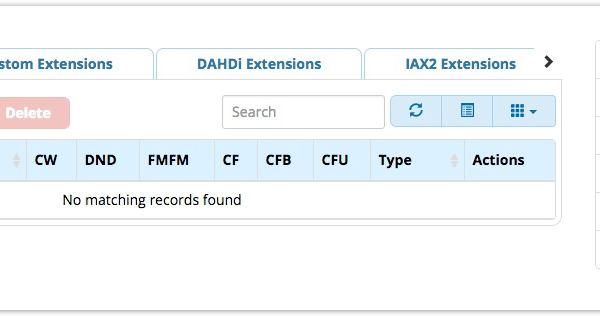 stom Extensions
DAHDi Extensions
IAX2 Extensions
Delete
Search
CW DND FMFM CF CFB CFU Type Actions
No matching records found